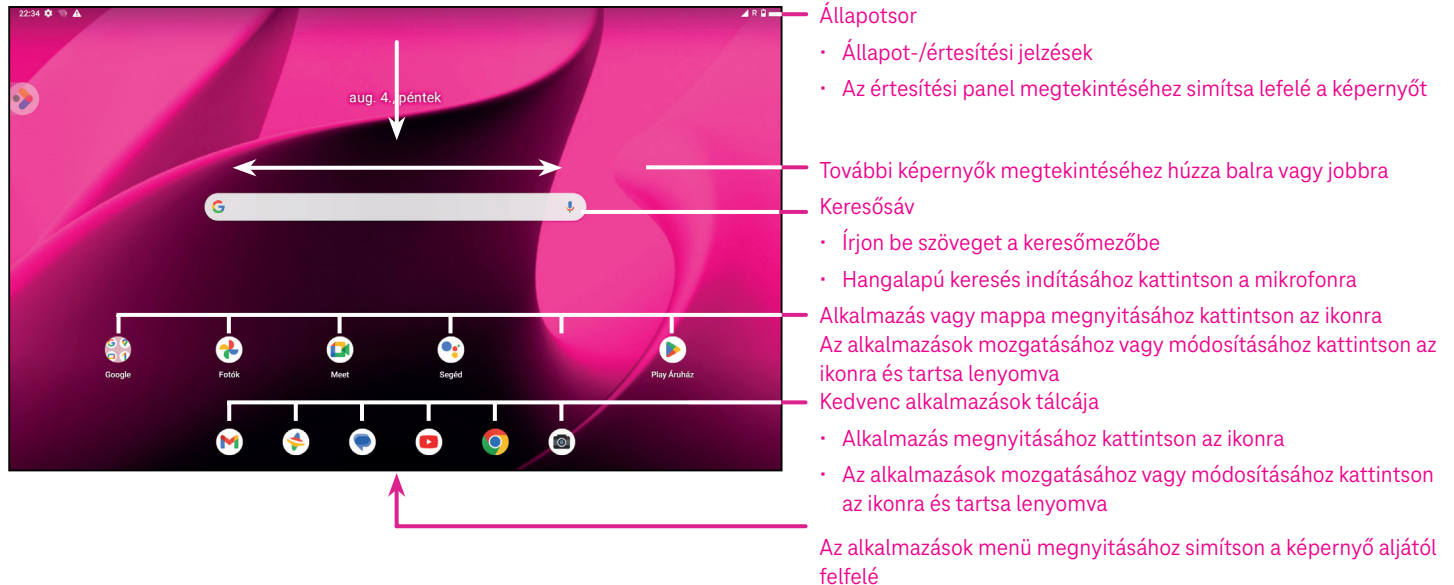 22:34
R
aug. 4., péntek
Google
Fotók
Meet
Segéd
Play Áruház
Állapotsor
· Állapot-/értesítési jelzések
· Az értesítési panel megtekintéséhez simítsa lefelé a képernyőt
További képernyők megtekintéséhez húzza balra vagy jobbra
Keresősáv
· Írjon be szöveget a keresőmezőbe
· Hangalapú keresés indításához kattintson a mikrofonra
Alkalmazás vagy mappa megnyitásához kattintson az ikonra
Az alkalmazások mozgatásához vagy módosításához kattintson az
ikonra és tartsa lenyomva
Kedvenc alkalmazások tálcája
· Alkalmazás megnyitásához kattintson az ikonra
· Az alkalmazások mozgatásához vagy módosításához kattintson
az ikonra és tartsa lenyomva
Az alkalmazások menü megnyitásához simítson a képernyő aljától
felfelé